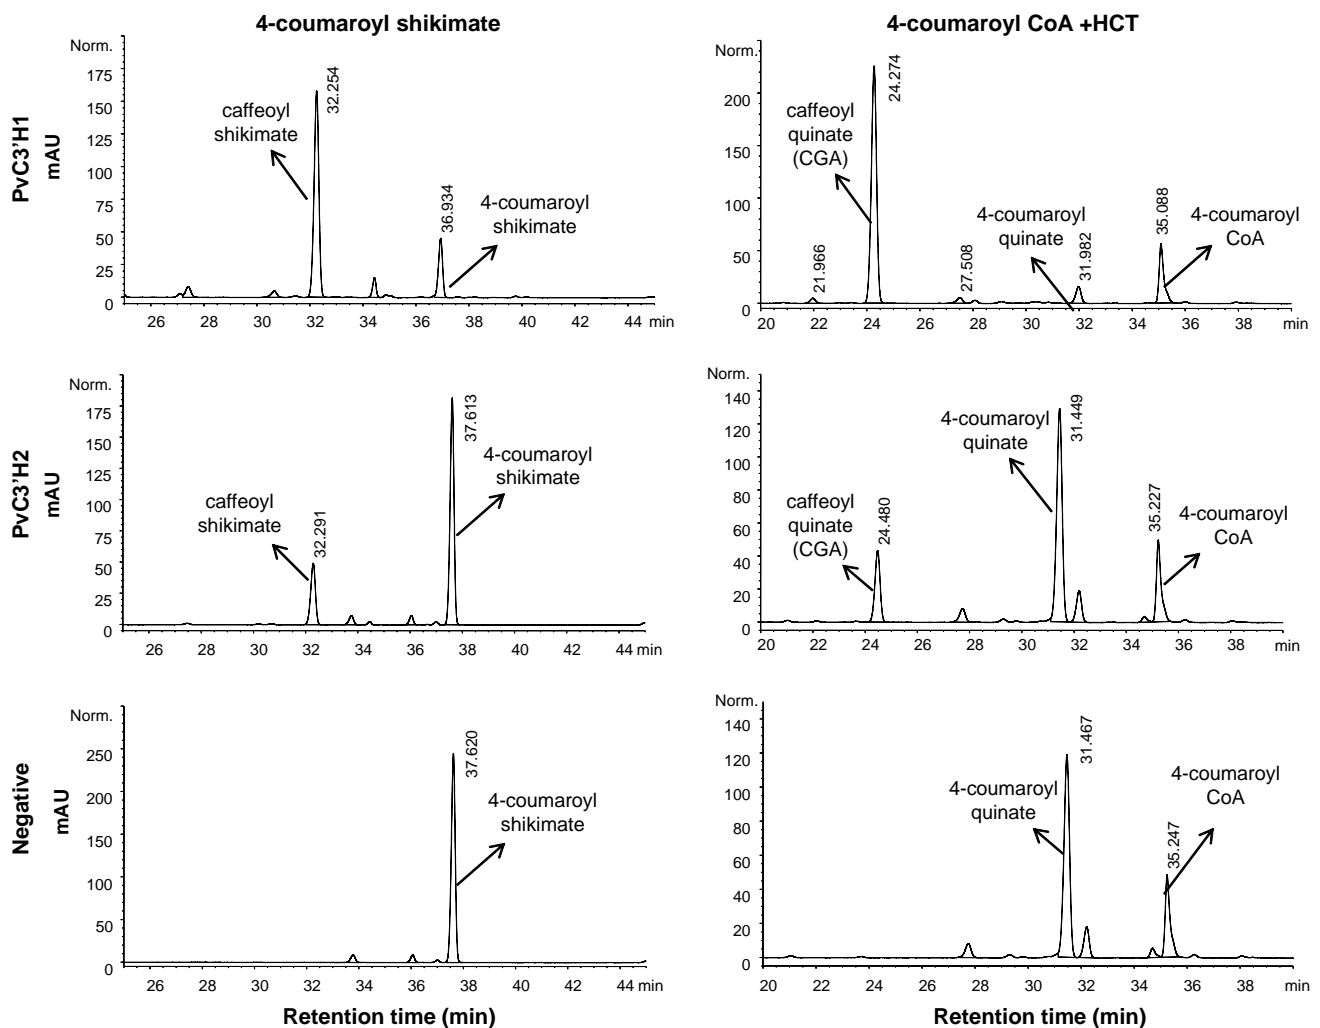 4-coumaroyl shikimate
4-coumaroyl CoA +HCT
PvC3'H1
mAU
Norm.
175
150
125
100
75
50
25
0
caffeoyl
shikimate
32.254
36.934
4-coumaroyl
shikimate
26 28 30 32 34 36 38 40 42 44 min
200
150
100
50
0
Norm.
21.966
caffeoyl
quinate
(CGA)
24.274
27.508
4-coumaroyl
quinate
31.982
35.088
4-coumaroyl
CoA
20 22 24 26 28 30 32 34 36 38 min
PvC3'H2
mAU
Norm.
175
150
125
100
75
50
25
0
caffeoyl
shikimate
32.291
37.613
4-coumaroyl
shikimate
26 28 30 32 34 36 38 40 42 44 min
Norm.
140
120
100
80
60
40
20
0
caffeoyl
quinate
(CGA)
24.480
4-coumaroyl
quinate
31.449
35.227
4-coumaroyl
CoA
20 22 24 26 28 30 32 34 36 38 min
Negative
mAU
Norm.
250
200
150
100
50
0
37.620
4-coumaroyl
shikimate
26 28 30 32 34 36 38 40 42 44 min
Retention time (min)
Norm.
140
120
100
80
60
40
20
0
4-coumaroyl
quinate
31.467
35.247
4-coumaroyl
CoA
20 22 24 26 28 30 32 34 36 38 min
Retention time (min)